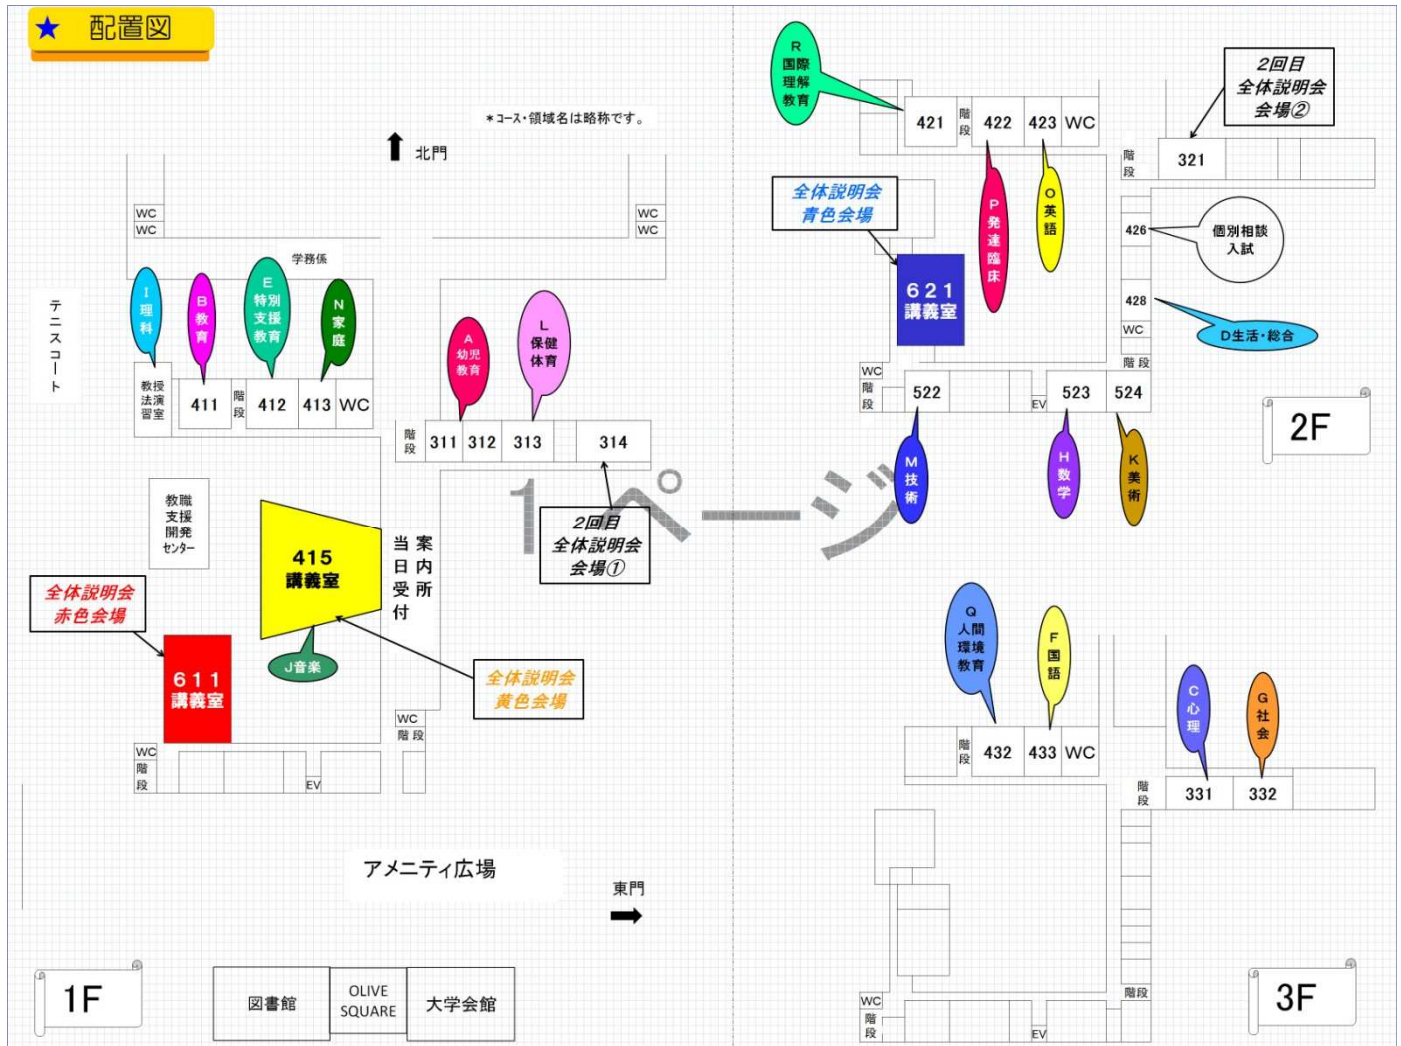 ★ 配置図
*コース・領域名は略称です。
北門
WC
WC
WC
WC
学務係
テニスコート
I
理科
B
教育
E
特別
支援
教育
N
家庭
A
幼児
教育
L
保健
体育
教授
法演
習室
411
階段
412
413
WC
階段
311
312
313
314
教職
支援
開発
センター
415
講義室
案内所
当日受付
2回目
全体説明会
会場①
全体説明会
赤色会場
611
講義室
J音楽
全体説明会
黄色会場
WC
階段
WC
階段
EV
アメニティ広場
東門
1F
図書館
OLIVE
SQUARE
大学会館
1ページ
R
国際
理解
教育
421
階段
422
423
WC
2回目
全体説明会
会場②
階段
321
全体説明会
青色会場
P
発達臨床
O
英語
426
個別相談
入試
621
講義室
428
D生活・総合
WC
階段
WC
階段
522
EV
523
524
2F
M
技術
H
数学
K
美術
Q
人間
環境
教育
F
国語
C
心理
G
社会
階段
432
433
WC
階段
331
332
階段
WC
階段
EV
3F